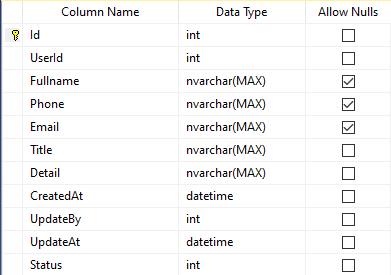 Column Name Data Type Allow Nulls
Id int
UserId int
Fullname nvarchar(MAX)
Phone nvarchar(MAX)
Email nvarchar(MAX)
Title nvarchar(MAX)
Detail nvarchar(MAX)
CreatedAt datetime
UpdateBy int
UpdateAt datetime
Status int